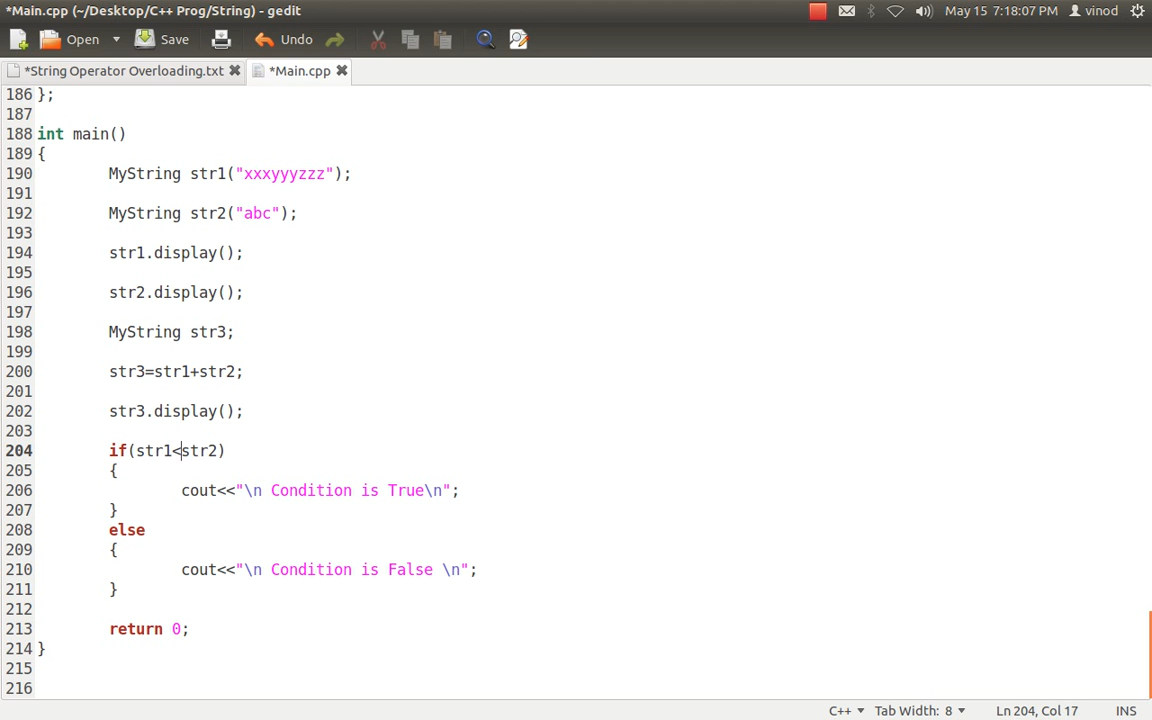 *Main.cpp (~/Desktop/C++ Prog/String) - gedit May 15 7:18:07 PM vinod
Open Save Undo
*String Operator Overloading.txt *Main.cpp
186 };
187
188 int main()
189 {
190 MyString str1("xxxyyyzzz");
191
192 MyString str2("abc");
193
194 str1.display();
195
196 str2.display();
197
198 MyString str3;
199
200 str3=str1+str2;
201
202 str3.display();
203
204 if(str1<str2)
205 {
206 cout<<"\n Condition is True\n";
207 }
208 else
209 {
210 cout<<"\n Condition is False \n";
211 }
212
213 return 0;
214 }
215
216
C++ Tab Width: 8 Ln 204, Col 17 INS